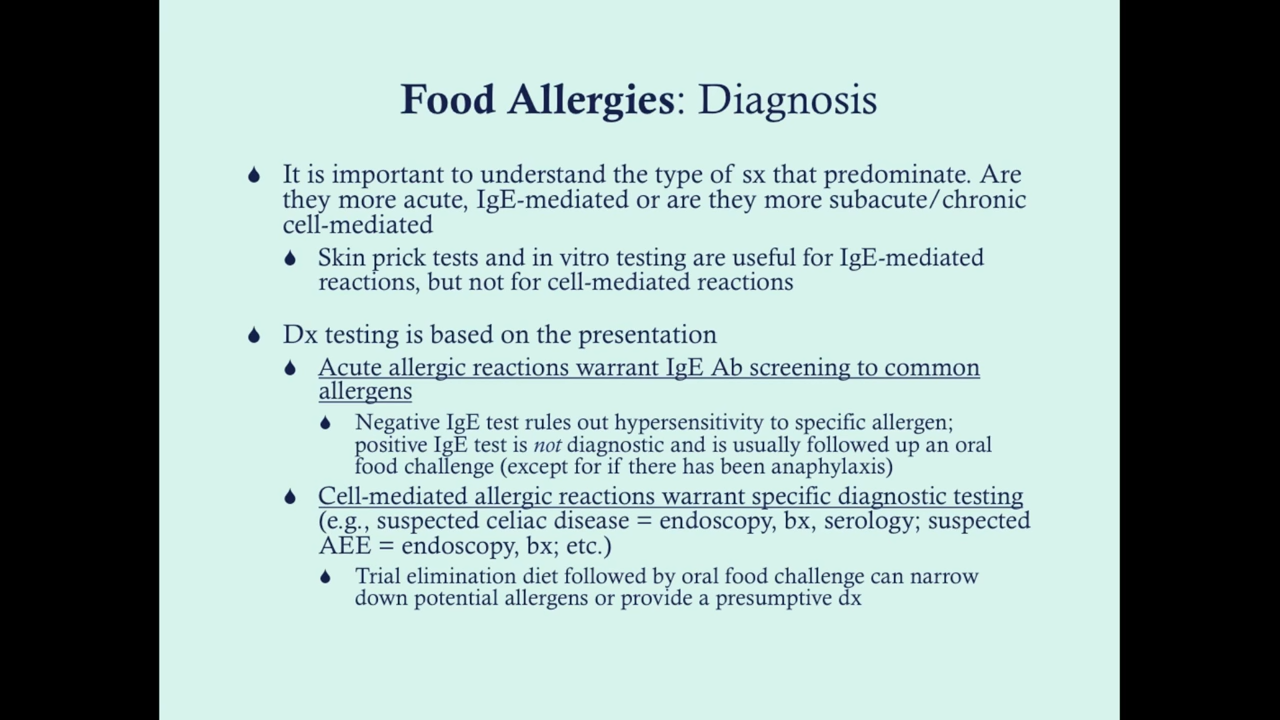 Food Allergies: Diagnosis
It is important to understand the type of sx that predominate. Are
they more acute, IgE-mediated or are they more subacute/chronic
cell-mediated
Skin prick tests and in vitro testing are useful for IgE-mediated
reactions, but not for cell-mediated reactions
Dx testing is based on the presentation
Acute allergic reactions warrant IgE Ab screening to common
allergens
Negative IgE test rules out hypersensitivity to specific allergen;
positive IgE test is not diagnostic and is usually followed up an oral
food challenge (except for if there has been anaphylaxis)
Cell-mediated allergic reactions warrant specific diagnostic testing
(e.g., suspected celiac disease = endoscopy, bx, serology; suspected
AEE = endoscopy, bx; etc.)
Trial elimination diet followed by oral food challenge can narrow
down potential allergens or provide a presumptive dx